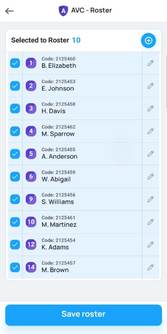 A AVC - Roster
Selected to Roster 10
1 Code: 2125460
B. Elizabeth
2 Code: 2125453
E. Johnson
3 Code: 2125458
H. Davis
4 Code: 2125462
M. Sparrow
5 Code: 2125455
A. Anderson
6 Code: 2125459
W. Abigail
9 Code: 2125456
S. Williams
10 Code: 2125461
M. Martinez
12 Code: 2125454
K. Adams
14 Code: 2125457
M. Brown
Save roster